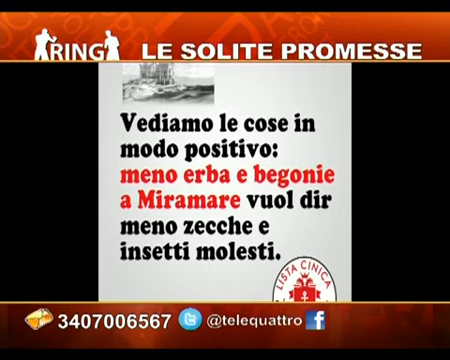 RING
LE SOLITE PROMESSE
Vediamo le cose in
modo positivo:
meno erba e begonie
a Miramare vuol dir
meno zecche e
insetti molesti.
LISTA CINICA
3407006567 @telequattro f